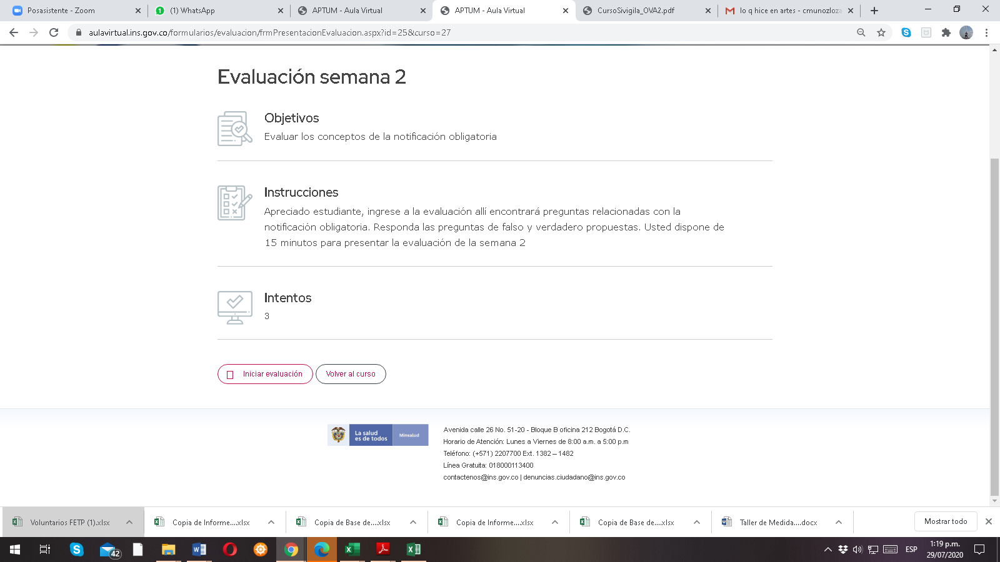 Posasistente - Zoom
(1) WhatsApp
APTUM - Aula Virtual
APTUM - Aula Virtual
CursoSivigila_OVA2.pdf
lo q hice en artes - cmunozloza
aulavirtual.ins.gov.co/formularios/evaluacion/frmPresentacionEvaluacion.aspx?id=25&curso=27
Evaluación semana 2
Objetivos
Evaluar los conceptos de la notificación obligatoria
Instrucciones
Apreciado estudiante, ingrese a la evaluación allí encontrará preguntas relacionadas con la
notificación obligatoria. Responda las preguntas de falso y verdadero propuestas. Usted dispone de
15 minutos para presentar la evaluación de la semana 2
Intentos
3
Iniciar evaluación
Volver al curso
La salud
es de todos
Minsalud
Avenida calle 26 No. 51-20 - Bloque B oficina 212 Bogotá D.C.
Horario de Atención: Lunes a Viernes de 8:00 a.m. a 5:00 p.m
Teléfono: (+571) 2207700 Ext. 1382 – 1482
Línea Gratuita: 018000113400
contactenos@ins.gov.co | denuncias.ciudadano@ins.gov.co
Voluntarios FETP (1).xlsx
Copia de Informe....xlsx
Copia de Base de....xlsx
Copia de Informe....xlsx
Copia de Base de....xlsx
Taller de Medida....docx
Mostrar todo
42
ESP
1:19 p.m.
29/07/2020